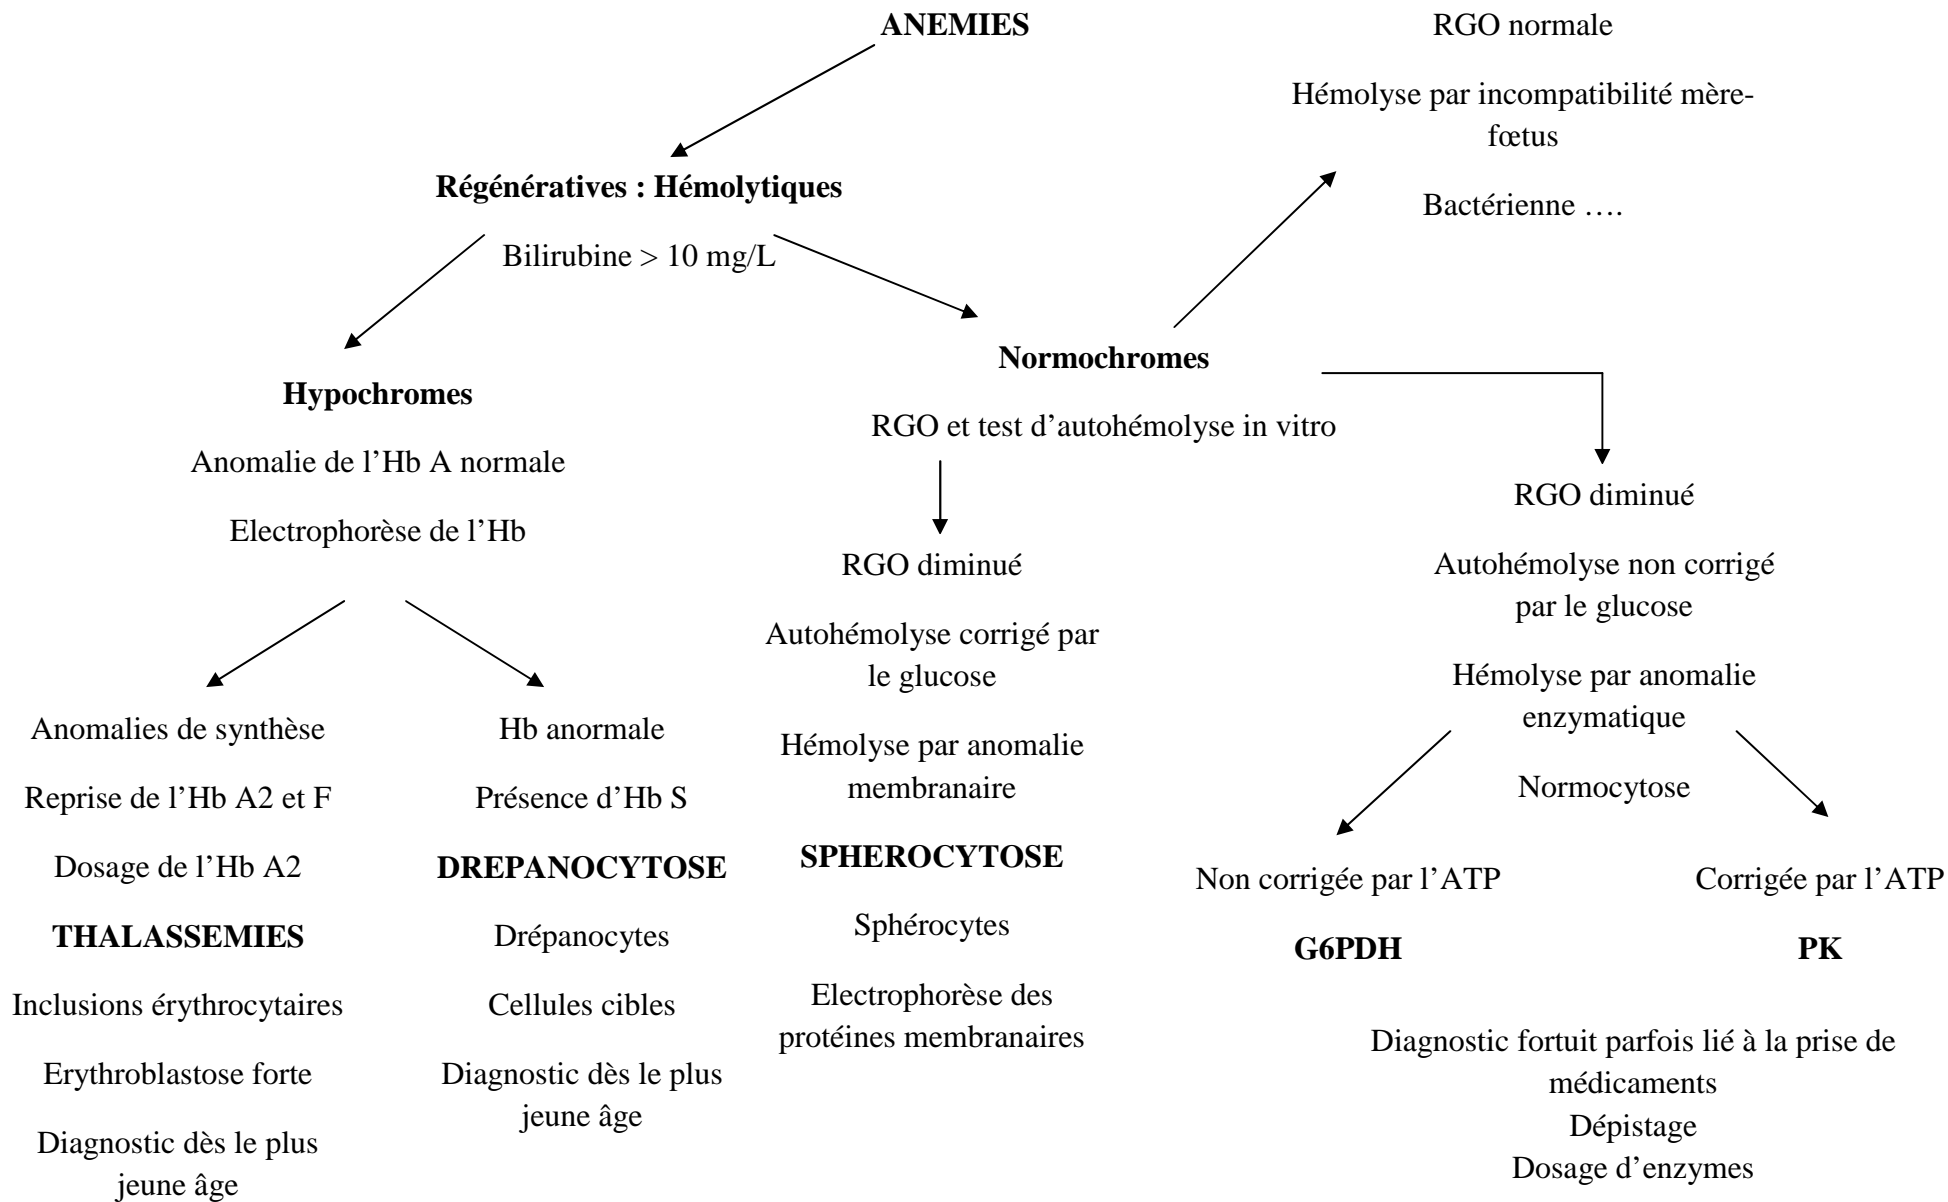 ANEMIES
Régénératives : Hémolytiques
Bilirubine > 10 mg/L
Hypochromes
Anomalie de l’Hb A normale
Electrophorèse de l’Hb
Anomalies de synthèse
Reprise de l’Hb A2 et F
Dosage de l’Hb A2
THALASSEMIES
Inclusions érythrocytaires
Erythroblastose forte
Diagnostic dès le plus
jeune âge
Hb anormale
Présence d’Hb S
DREPANOCYTOSE
Drépanocytes
Cellules cibles
Diagnostic dès le plus
jeune âge
Normochromes
RGO et test d’autohémolyse in vitro
RGO diminué
Autohémolyse corrigé par
le glucose
Hémolyse par anomalie
membranaire
SPHEROCYTOSE
Sphérocytes
Electrophorèse des
protéines membranaires
RGO normale
Hémolyse par incompatibilité mère-
fœtus
Bactérienne ….
RGO diminué
Autohémolyse non corrigé
par le glucose
Hémolyse par anomalie
enzymatique
Normocytose
Non corrigée par l’ATP
G6PDH
Corrigée par l’ATP
PK
Diagnostic fortuit parfois lié à la prise de
médicaments
Dépistage
Dosage d’enzymes